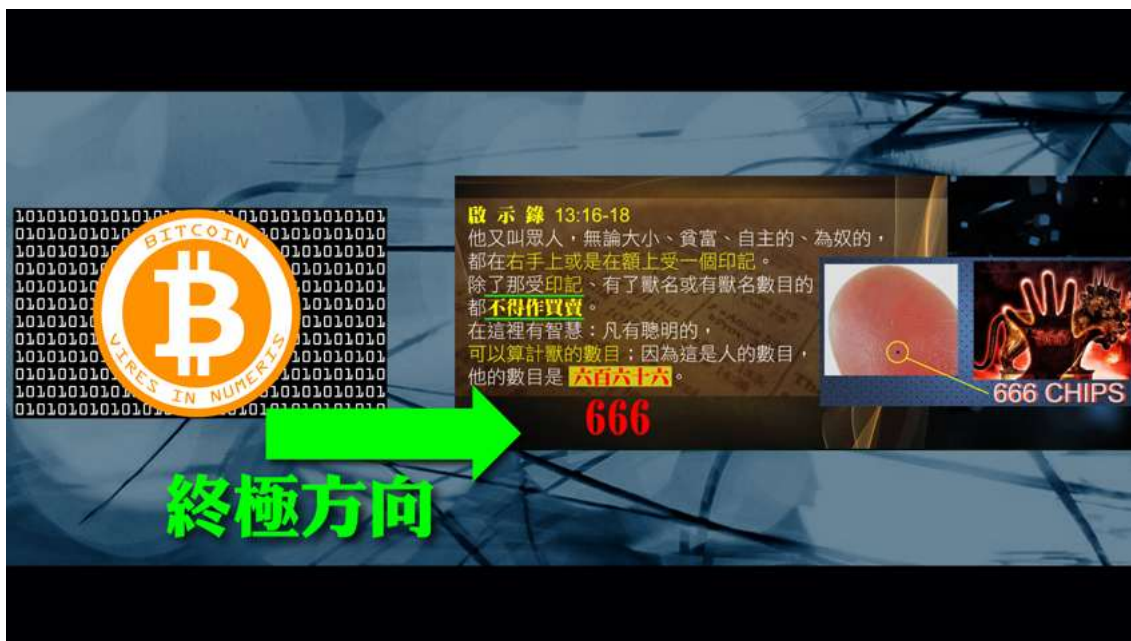 BITCOIN
VIRES IN NUMERIS
終極方向
啟示錄 13:16-18
他又叫眾人，無論大小、貧富、自主的、為奴的，
都在右手上或是在額上受一個印記。
除了那受印記、有了獸名或有獸名數目的
都不得作買賣。
在這裡有智慧：凡有聰明的，
可以算計獸的數目；因為這是人的數目，
他的數目是 六百六十六。
666
666 CHIPS